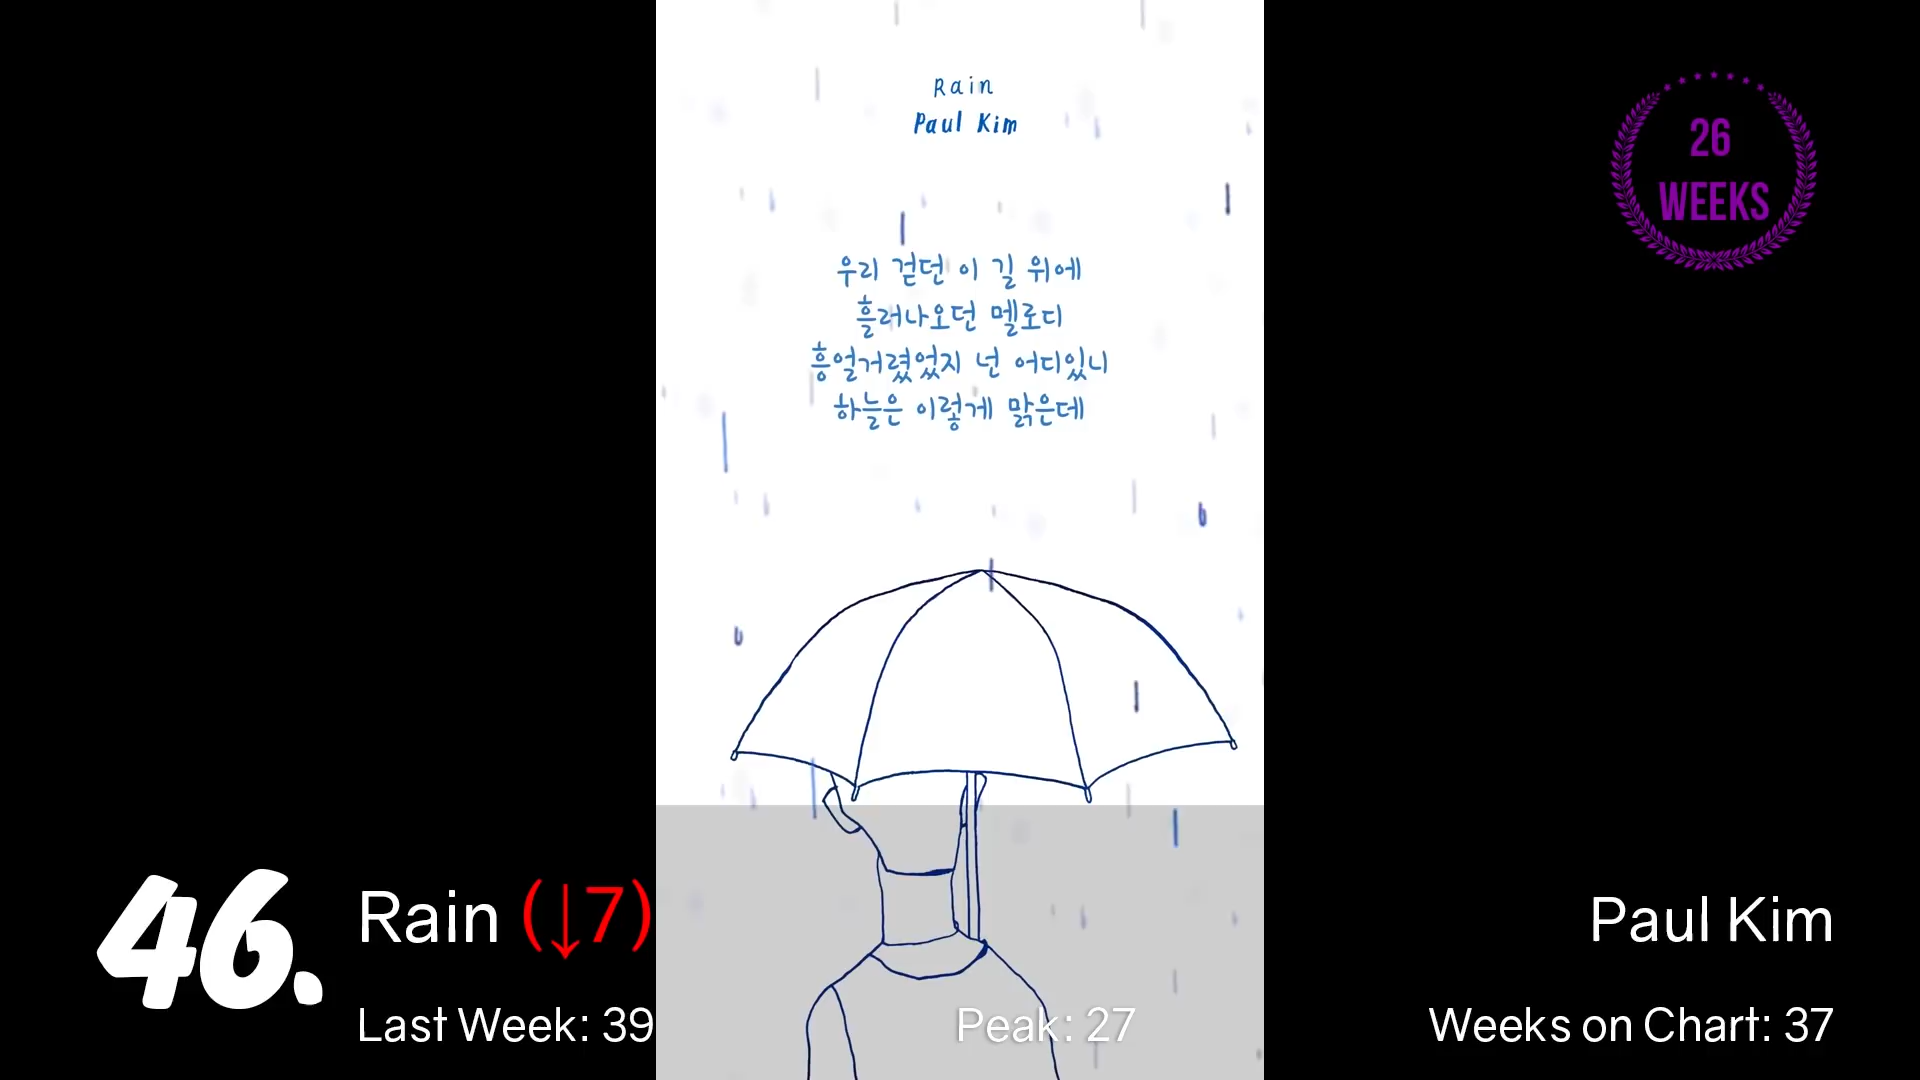 Rain
Paul Kim
우리 걷던 이 길 위에
흘러나오던 멜로디
흥얼거렸었지 넌 어디있니
하늘은 이렇게 맑은데
26
WEEKS
46.
Rain (↓7)
Paul Kim
Last Week: 39
Peak: 27
Weeks on Chart: 37